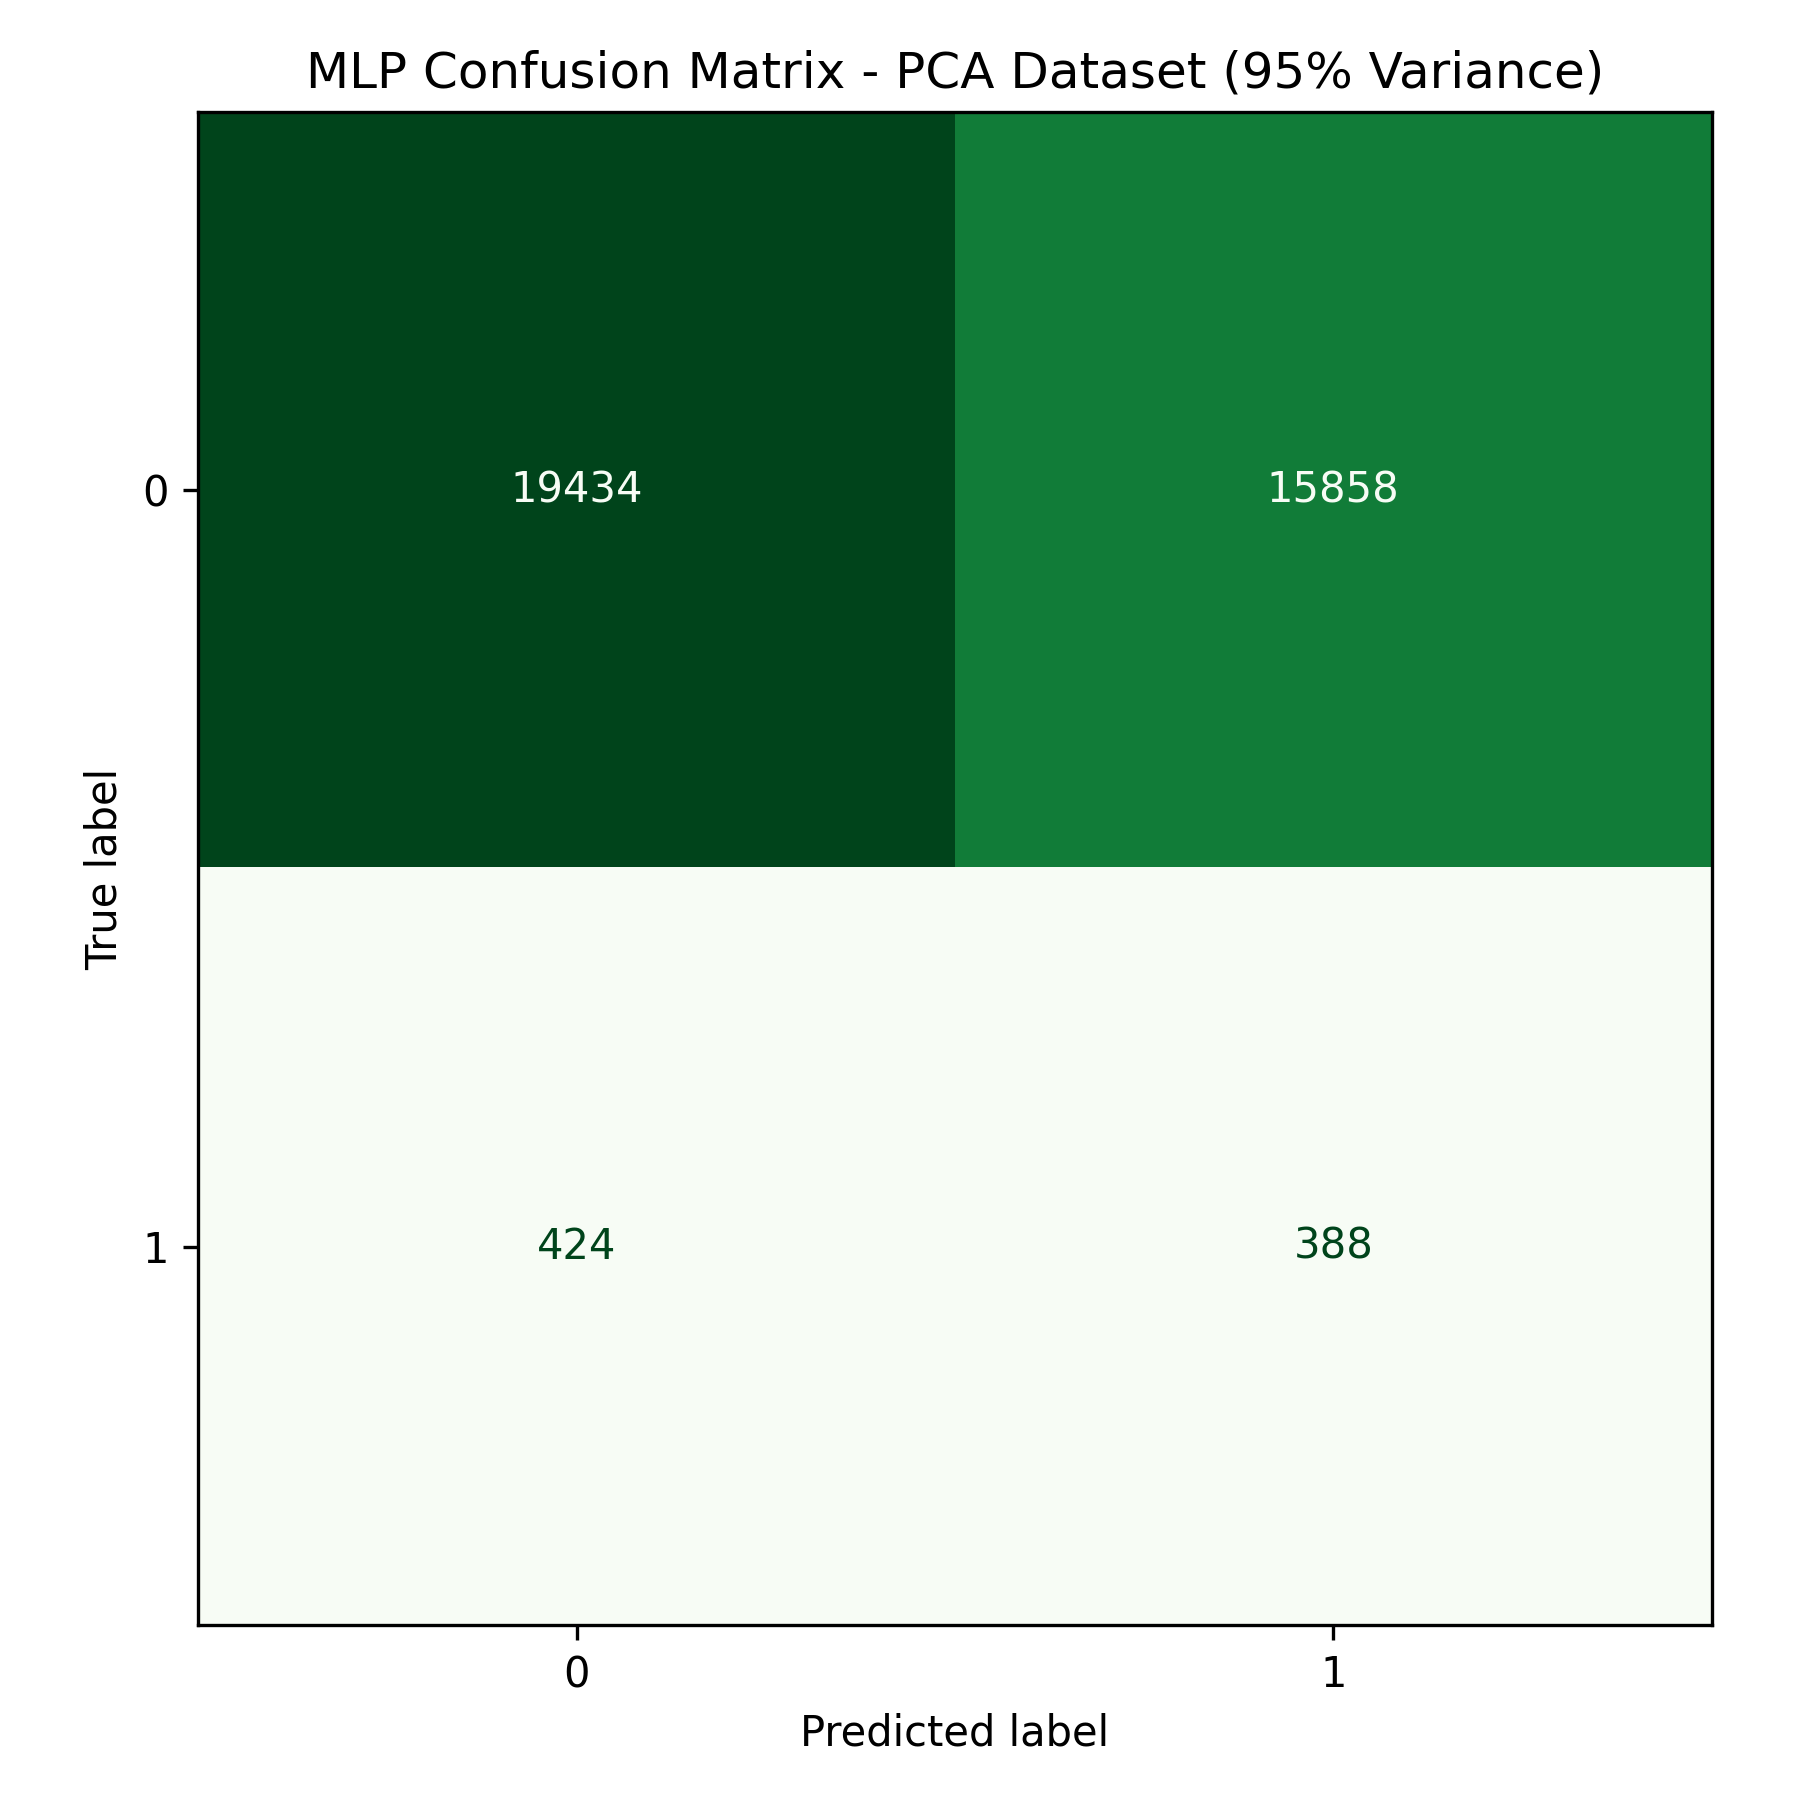 MLP Confusion Matrix - PCA Dataset (95% Variance)
0
19434
15858
True label
1
424
388
0
1
Predicted label